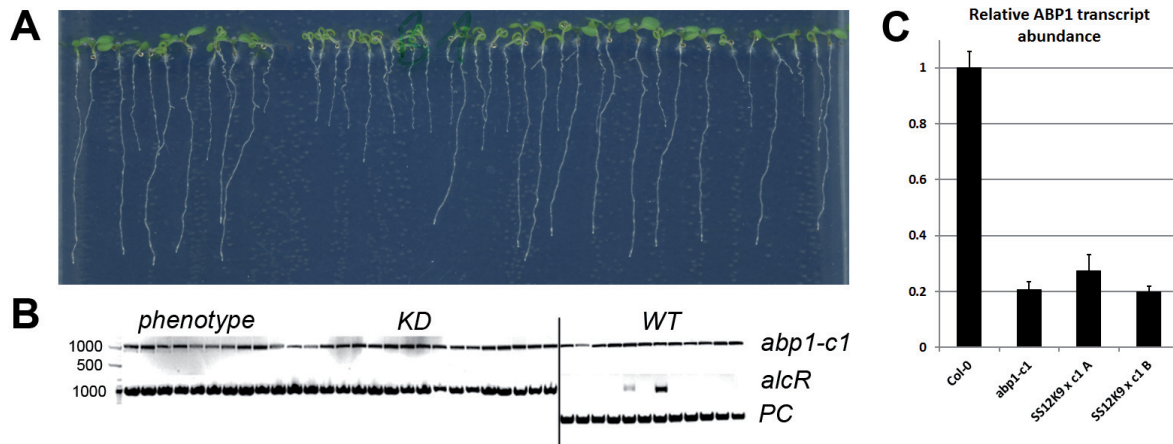 A
B
phenotype KD WT
1000
500
1000
abp1-c1
alcR
PC
C
Relative ABP1 transcript
abundance
1
0.8
0.6
0.4
0.2
0
Col-0
abp1-c1
SS12K9 x c1 A
SS12K9 x c1 B